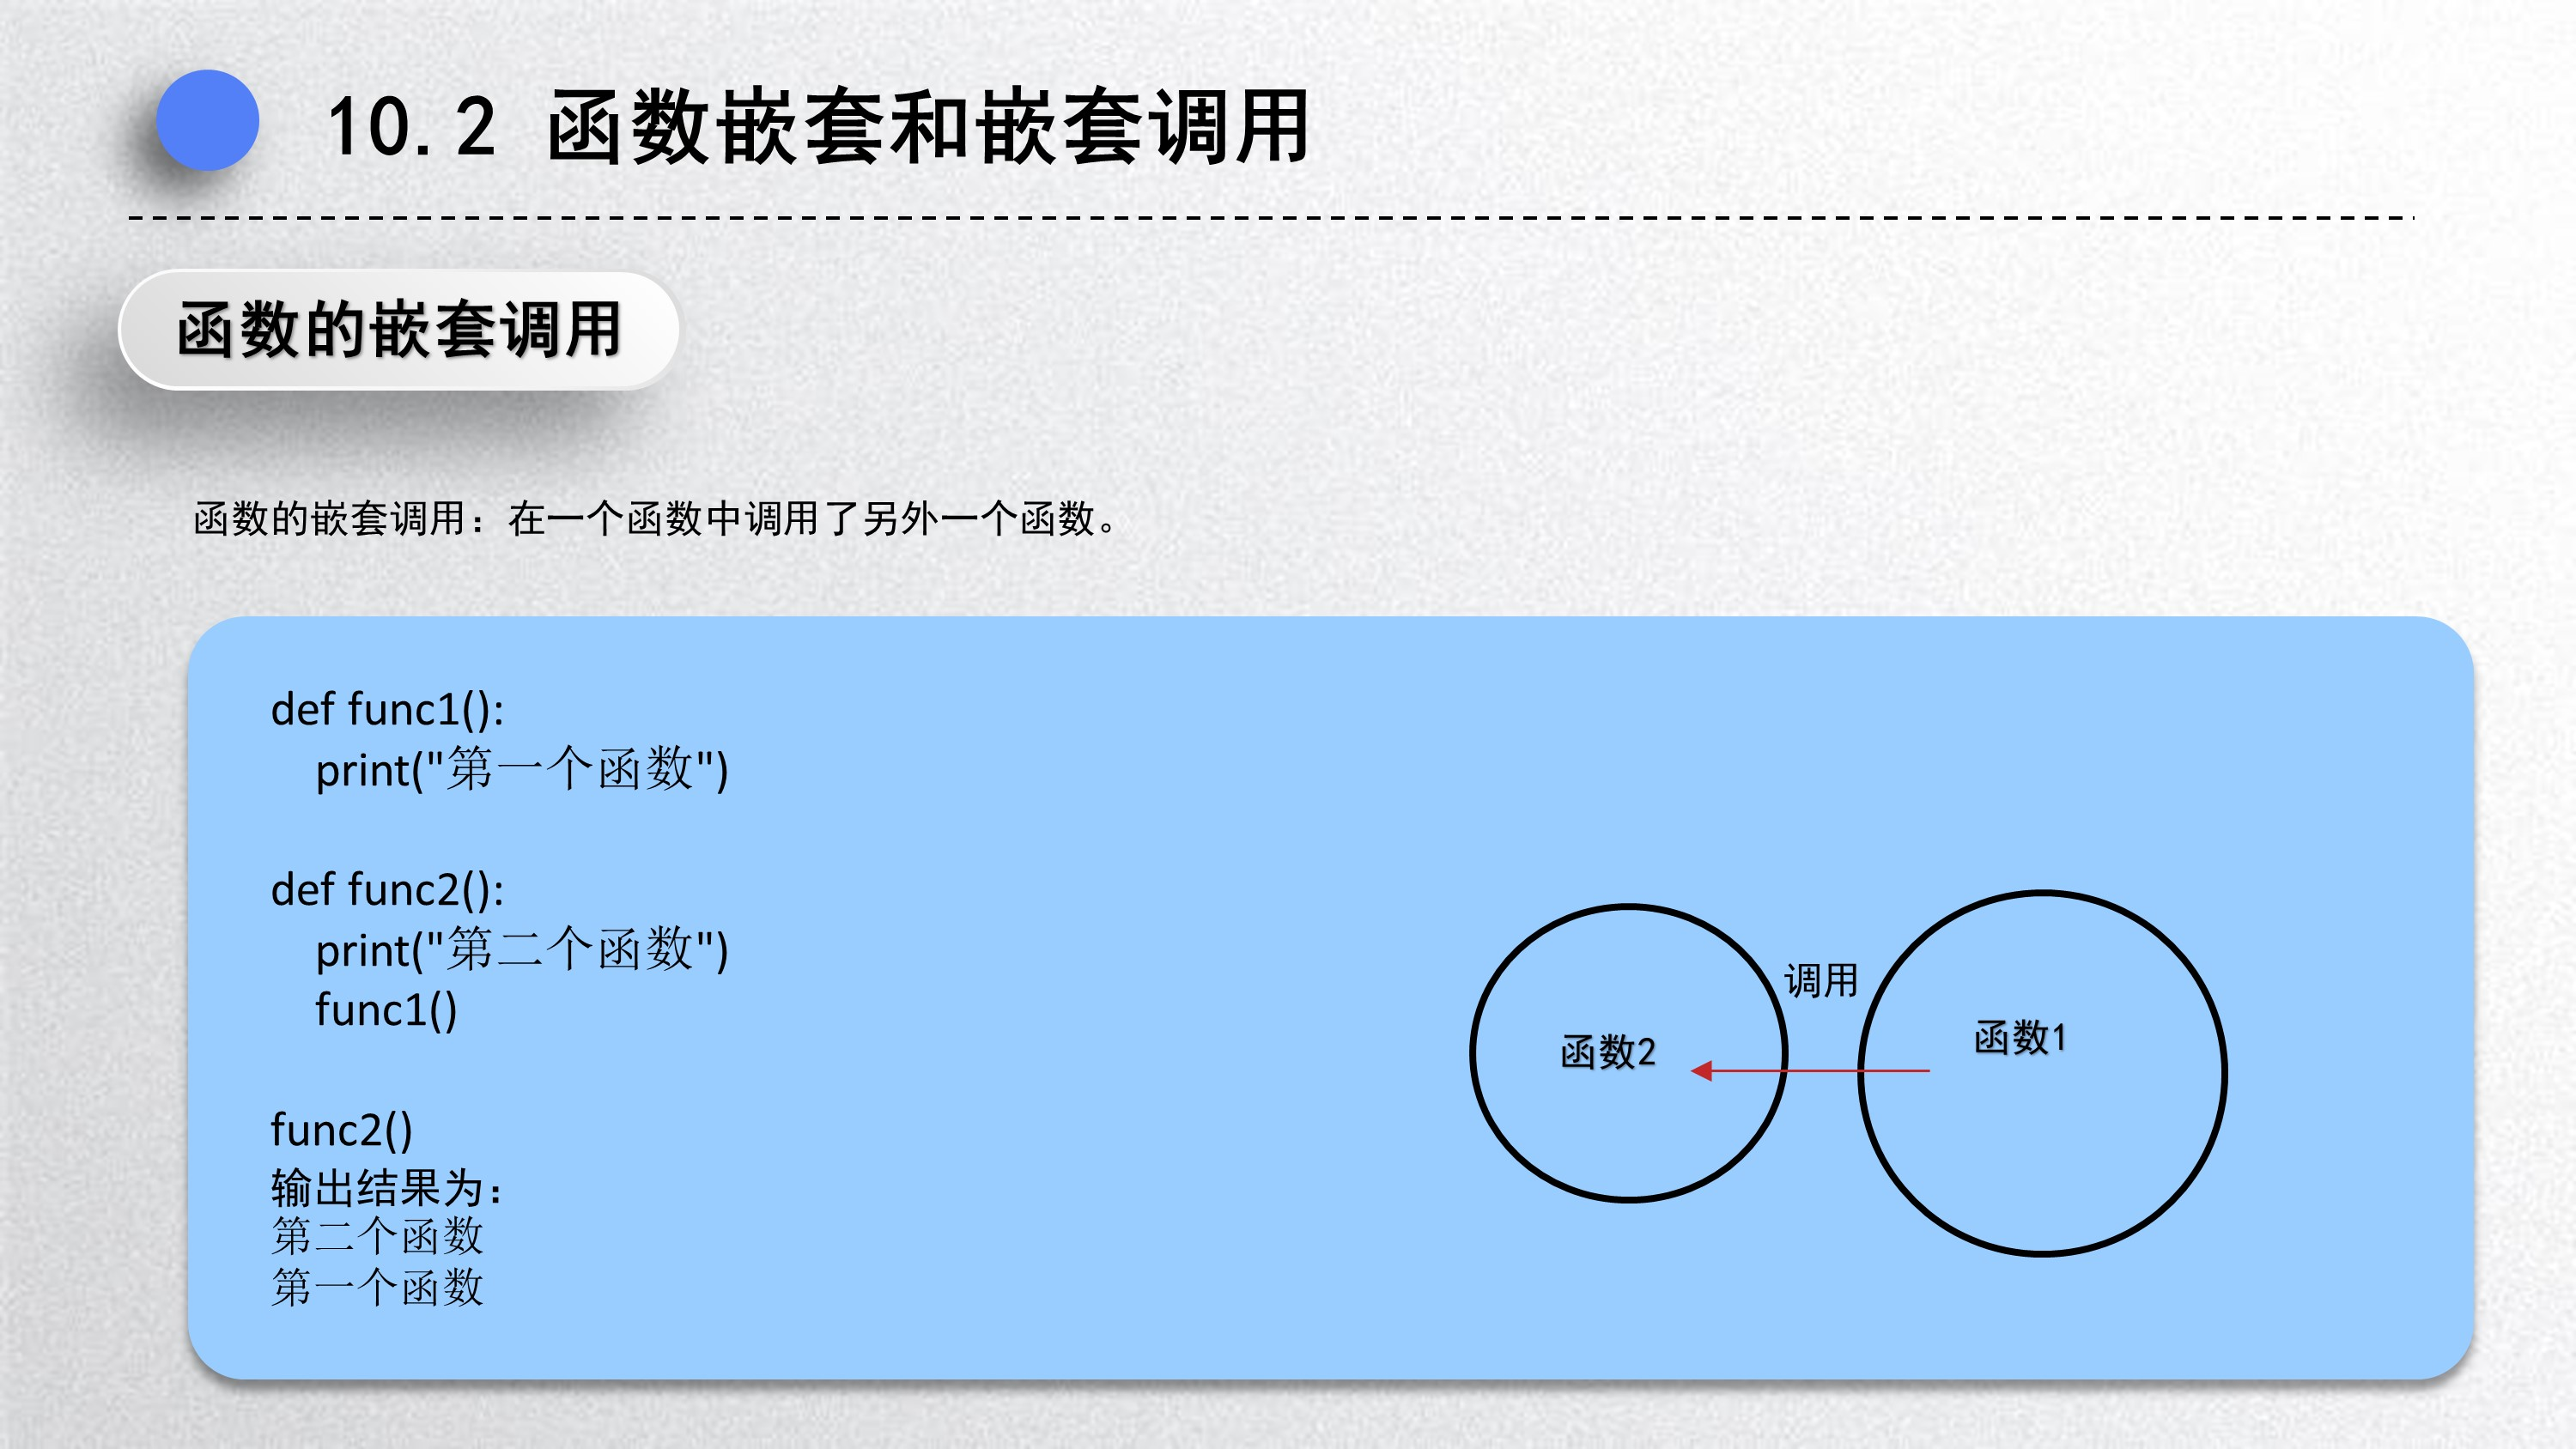 10.2 函数嵌套和嵌套调用
函数的嵌套调用
函数的嵌套调用：在一个函数中调用了另外一个函数。
def func1():
    print("第一个函数")
def func2():
    print("第二个函数")
    func1()
func2()
输出结果为：
第二个函数
第一个函数
调用
函数2
函数1